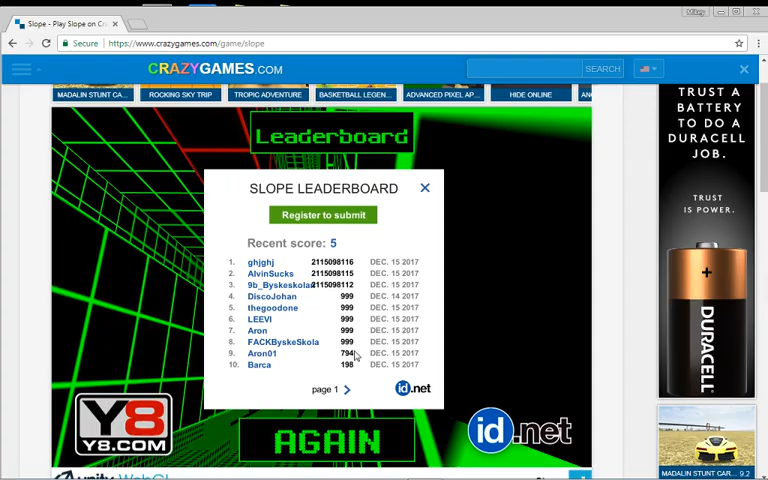 Mikey
Slope - Play Slope on Cr
Secure
https://www.crazygames.com/game/slope
CRAZYGAMES.COM
SEARCH
MADALIN STUNT CA...
ROCKING SKY TRIP
TROPIC ADVENTURE
BASKETBALL LEGEN...
ADVANCED PIXEL AP...
HIDE ONLINE
TRUST A
BATTERY
TO DO A
DURACELL
JOB.
TRUST
IS POWER.
DURACELL
Leaderboard
SLOPE LEADERBOARD
Register to submit
Recent score: 5
1. ghjghj 2115098116 DEC. 15 2017
2. AlvinSucks 2115098115 DEC. 15 2017
3. 9b_Byskeskolan 2115098112 DEC. 15 2017
4. DiscoJohan 999 DEC. 14 2017
5. thegoodone 999 DEC. 15 2017
6. LEEVI 999 DEC. 15 2017
7. Aron 999 DEC. 15 2017
8. FACKByskeSkola 999 DEC. 15 2017
9. Aron01 794 DEC. 15 2017
10. Barca 198 DEC. 15 2017
page 1
id.net
Y8
Y8.COM
AGAIN
id.net
MADALIN STUNT CAR... 9.2